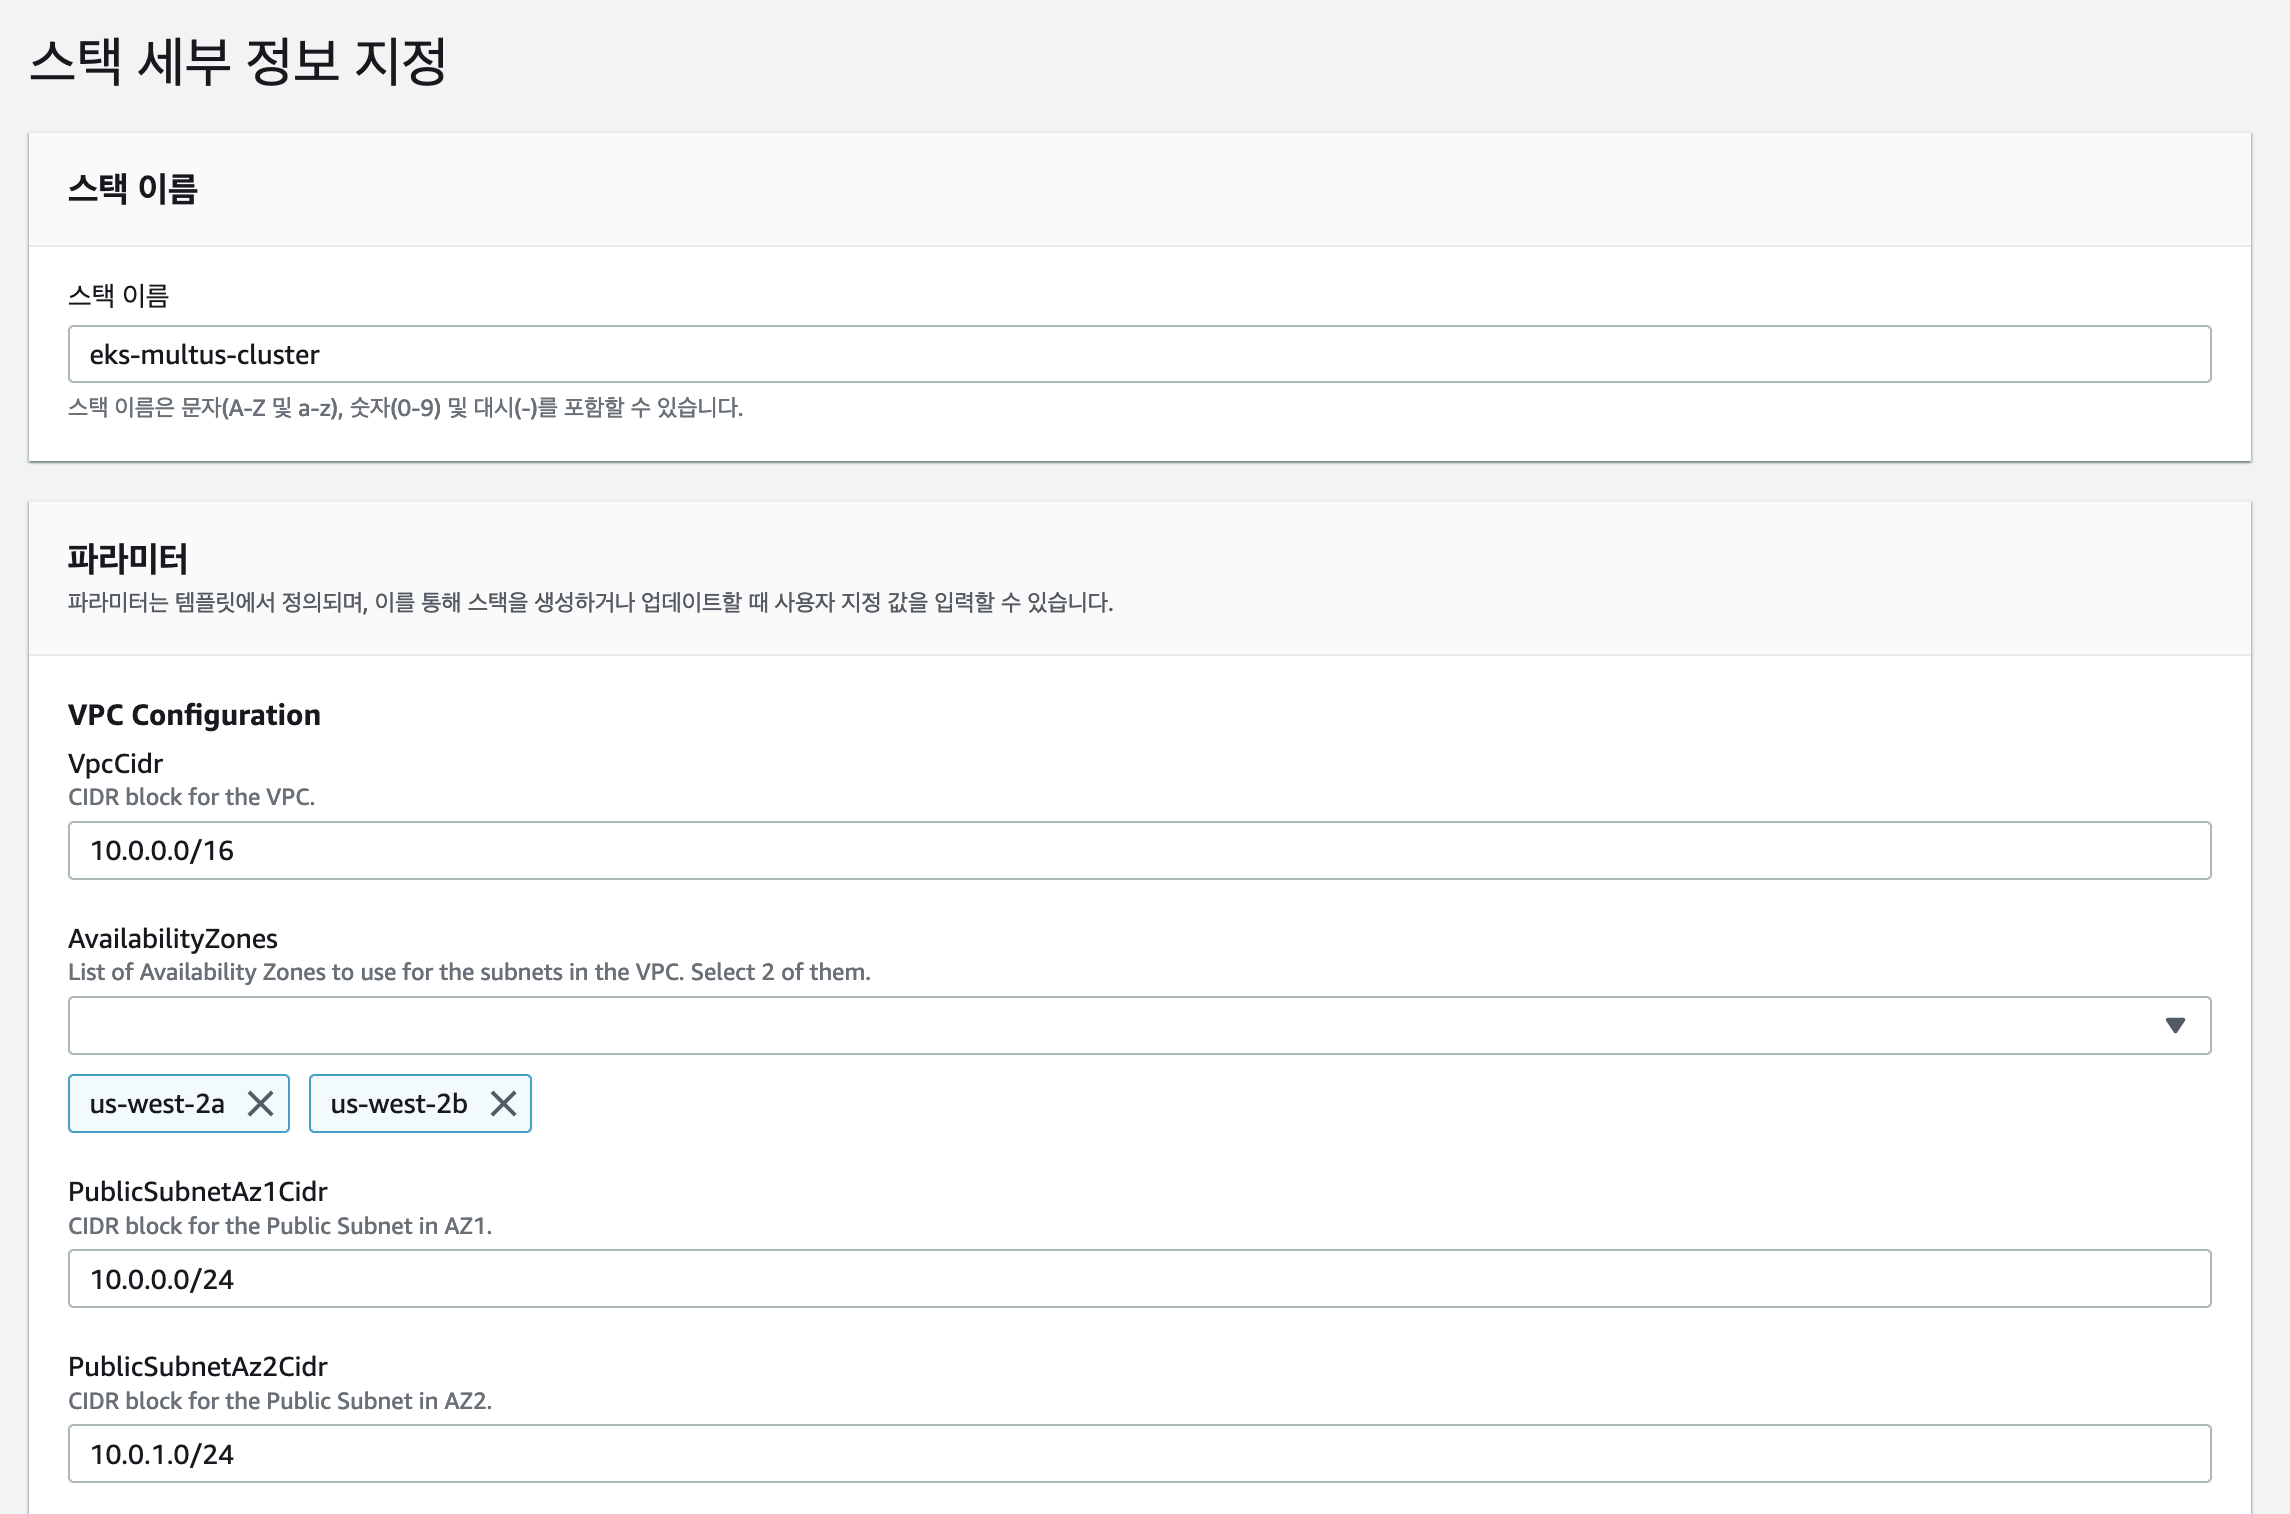 스택 세부 정보 지정
스택 이름
스택 이름
eks-multus-cluster
스택 이름은 문자(A-Z 및 a-z), 숫자(0-9) 및 대시(-)를 포함할 수 있습니다.
파라미터
파라미터는 템플릿에서 정의되며, 이를 통해 스택을 생성하거나 업데이트할 때 사용자 지정 값을 입력할 수 있습니다.
VPC Configuration
VpcCidr
CIDR block for the VPC.
10.0.0.0/16
AvailabilityZones
List of Availability Zones to use for the subnets in the VPC. Select 2 of them.
us-west-2a us-west-2b
PublicSubnetAz1Cidr
CIDR block for the Public Subnet in AZ1.
10.0.0.0/24
PublicSubnetAz2Cidr
CIDR block for the Public Subnet in AZ2.
10.0.1.0/24